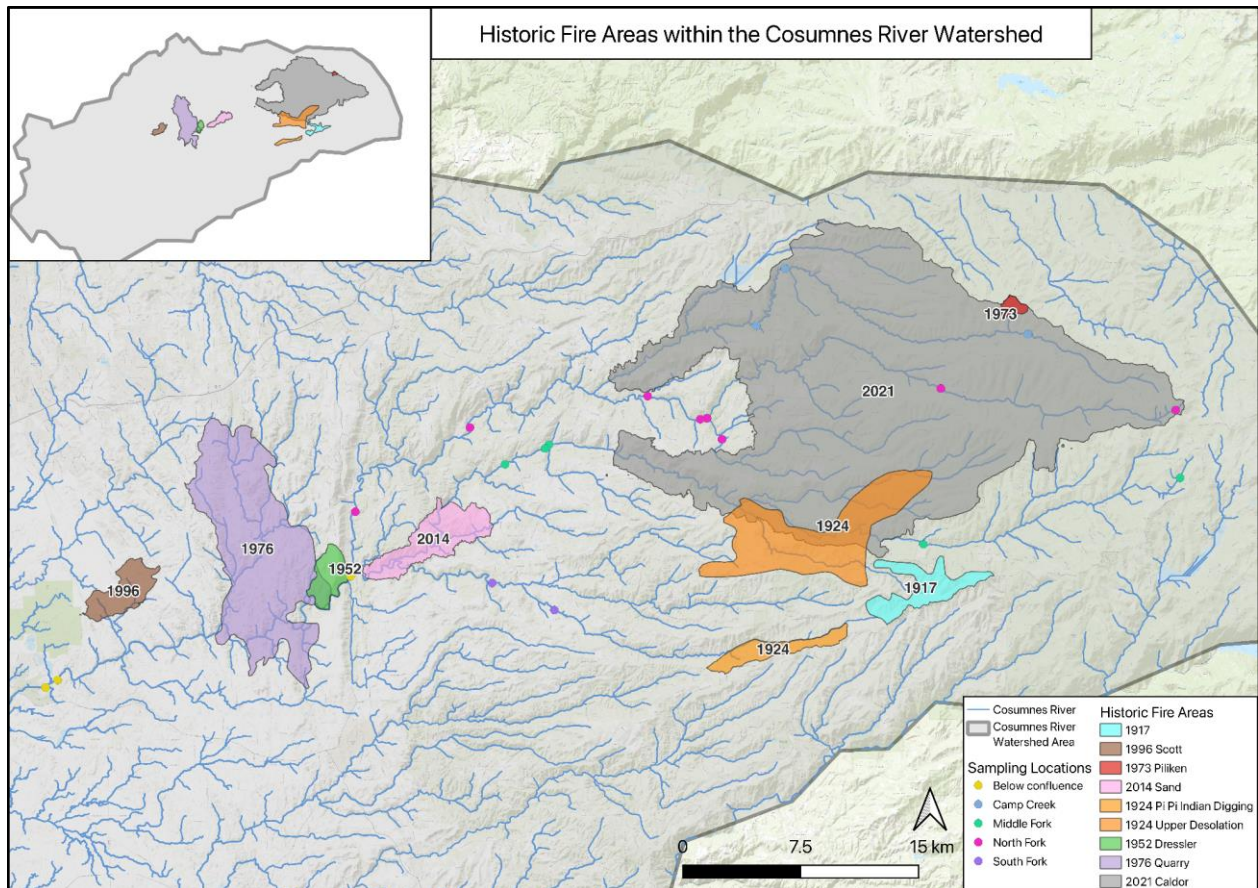 Historic Fire Areas within the Cosumnes River Watershed
1973
2021
1924
1976
2014
1952
1996
1917
1924
Cosumnes River
Cosumnes River
Watershed Area
Sampling Locations
Below confluence
Camp Creek
Middle Fork
North Fork
South Fork
Historic Fire Areas
1917
1996 Scott
1973 Piliken
2014 Sand
1924 Pi Pi Indian Digging
1924 Upper Desolation
1952 Dressler
1976 Quarry
2021 Caldor
0 7.5 15 km